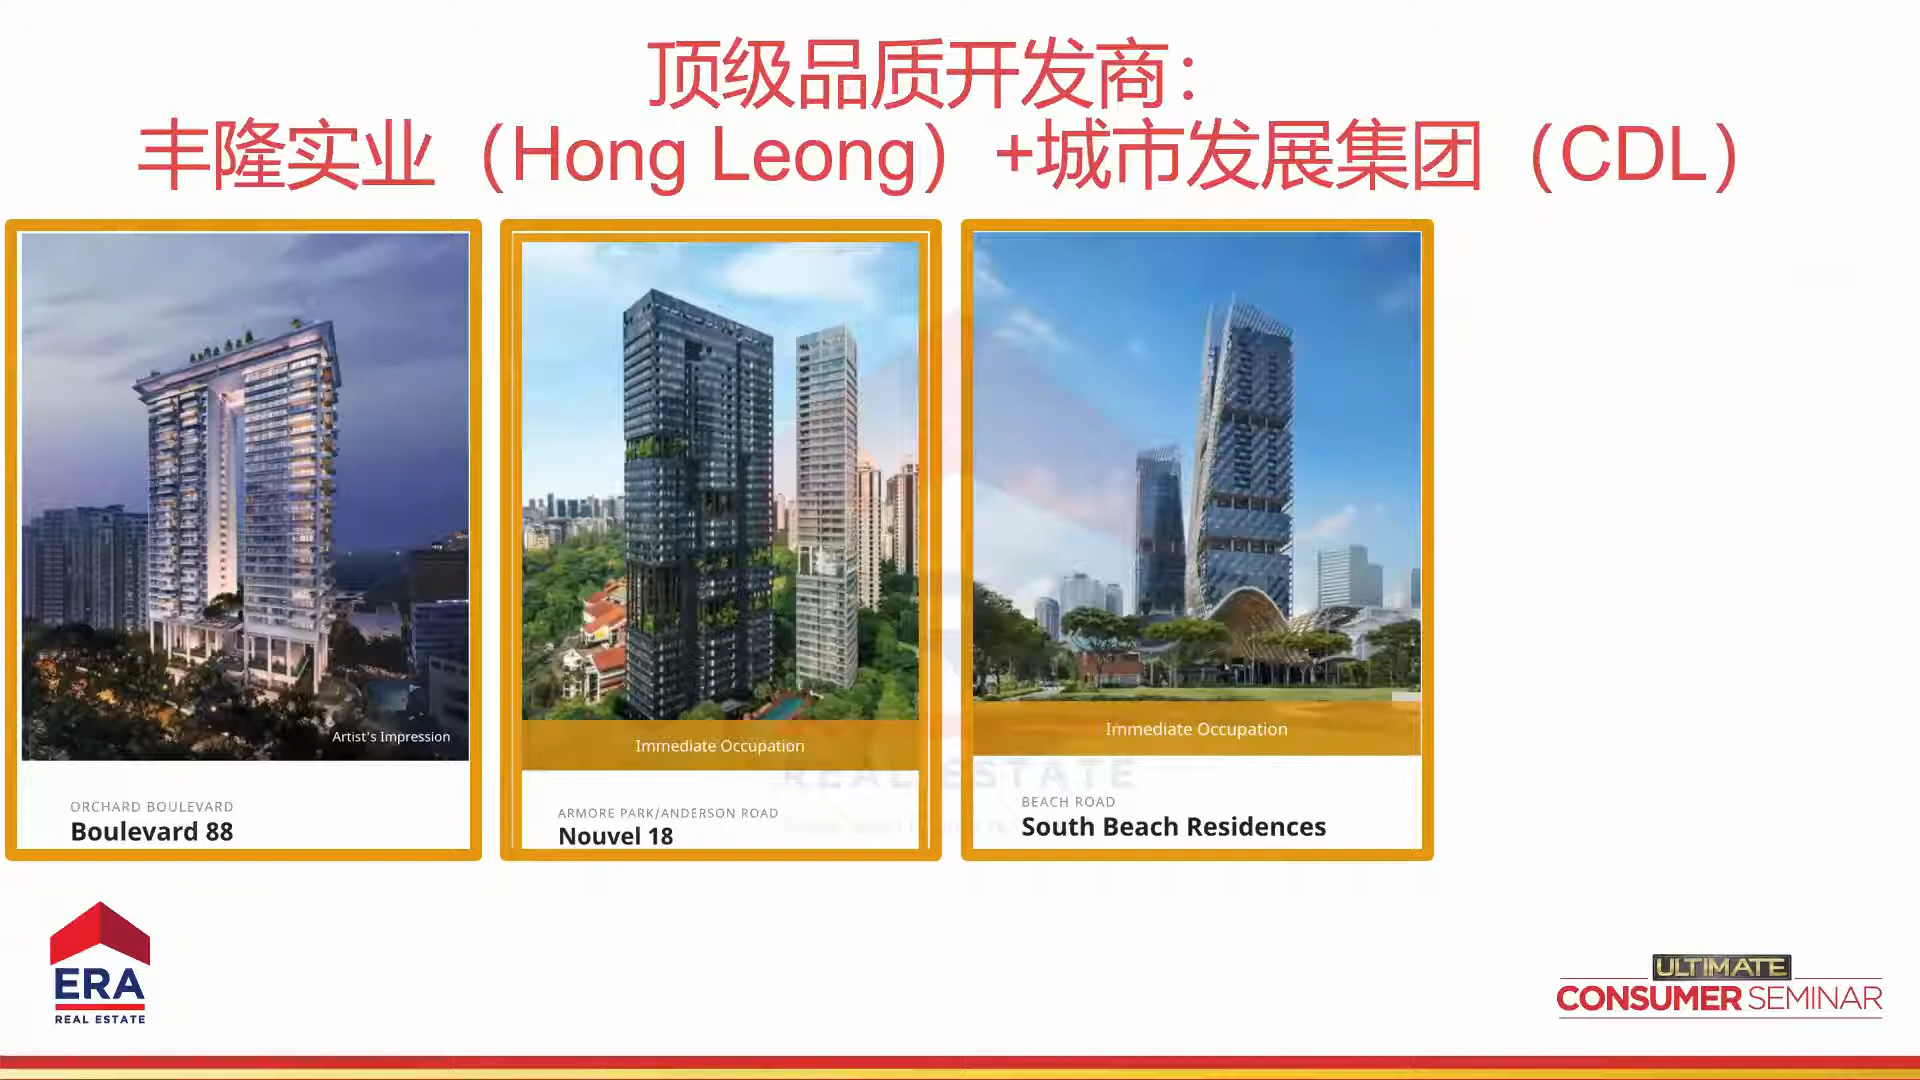 顶级品质开发商：
丰隆实业（Hong Leong）+城市发展集团（CDL）
Artist's Impression
ORCHARD BOULEVARD
Boulevard 88
Immediate Occupation
ARMORE PARK/ANDERSON ROAD
Nouvel 18
Immediate Occupation
BEACH ROAD
South Beach Residences
REAL ESTATE
ERA
REAL ESTATE
ULTIMATE
CONSUMER SEMINAR